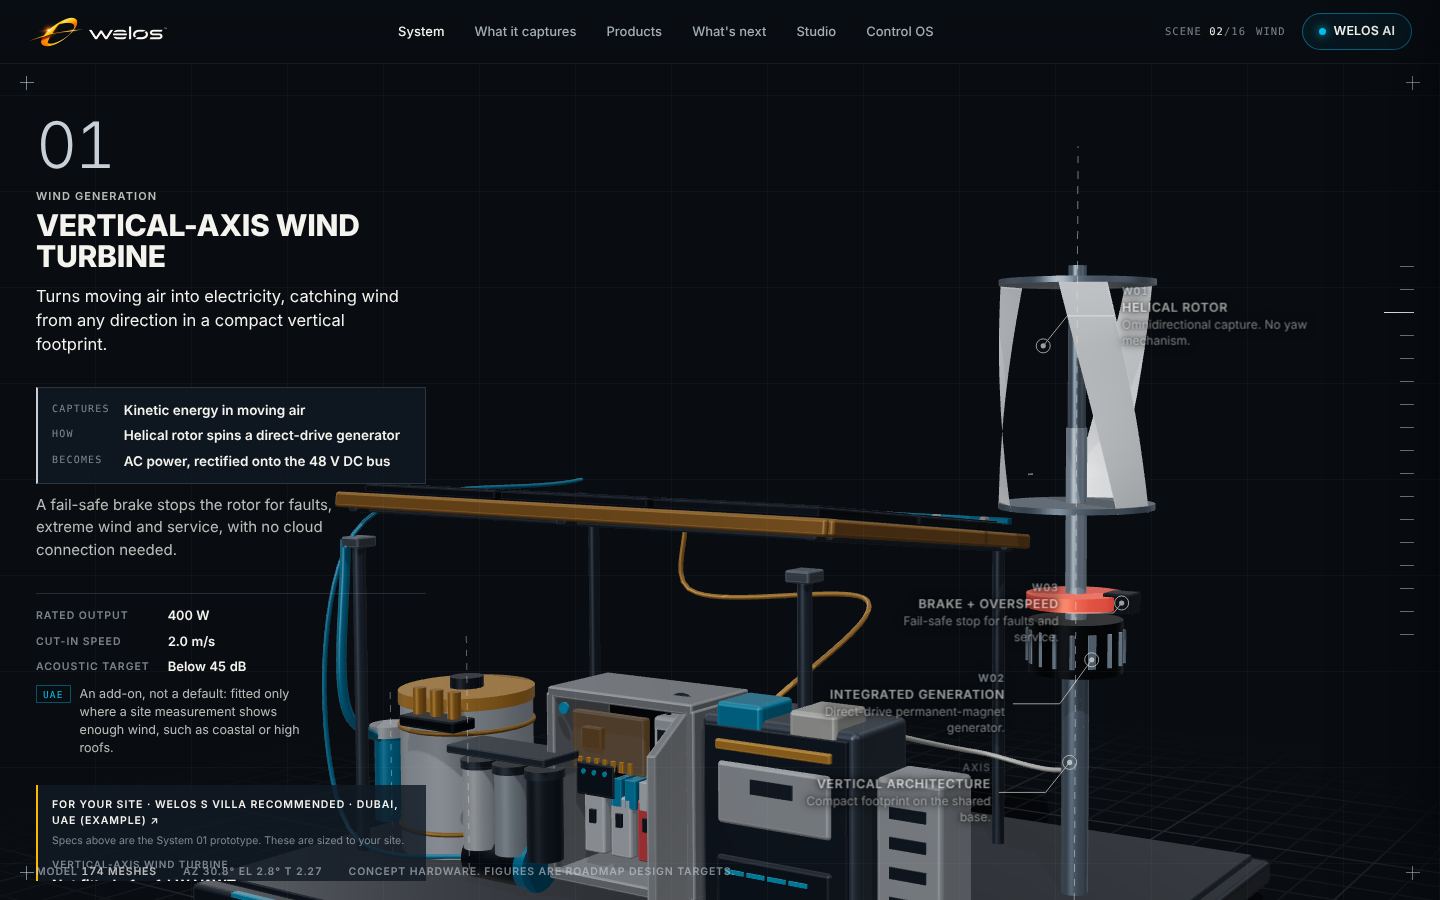 welos
System
What it captures
Products
What's next
Studio
Control OS
SCENE 02/16 WIND
WELOS AI
01
WIND GENERATION
VERTICAL-AXIS WIND
TURBINE
Turns moving air into electricity, catching wind
from any direction in a compact vertical
footprint.
CAPTURES Kinetic energy in moving air
HOW Helical rotor spins a direct-drive generator
BECOMES AC power, rectified onto the 48 V DC bus
A fail-safe brake stops the rotor for faults,
extreme wind and service, with no cloud
connection needed.
RATED OUTPUT 400 W
CUT-IN SPEED 2.0 m/s
ACOUSTIC TARGET Below 45 dB
UAE An add-on, not a default: fitted only
where a site measurement shows
enough wind, such as coastal or high
roofs.
FOR YOUR SITE · WELOS S VILLA RECOMMENDED · DUBAI,
UAE (EXAMPLE) ↗
Specs above are the System 01 prototype. These are sized to your site.
VERTICAL-AXIS WIND TURBINE
MODEL 174 MESHES AZ 30.8° EL 2.8° T 2.27 CONCEPT HARDWARE. FIGURES ARE ROADMAP DESIGN TARGETS.
W01
HELICAL ROTOR
Omnidirectional capture. No yaw
mechanism.
W03
BRAKE + OVERSPEED
Fail-safe stop for faults and
service.
W02
INTEGRATED GENERATION
Direct-drive permanent-magnet
generator.
AXIS
VERTICAL ARCHITECTURE
Compact footprint on the shared
base.